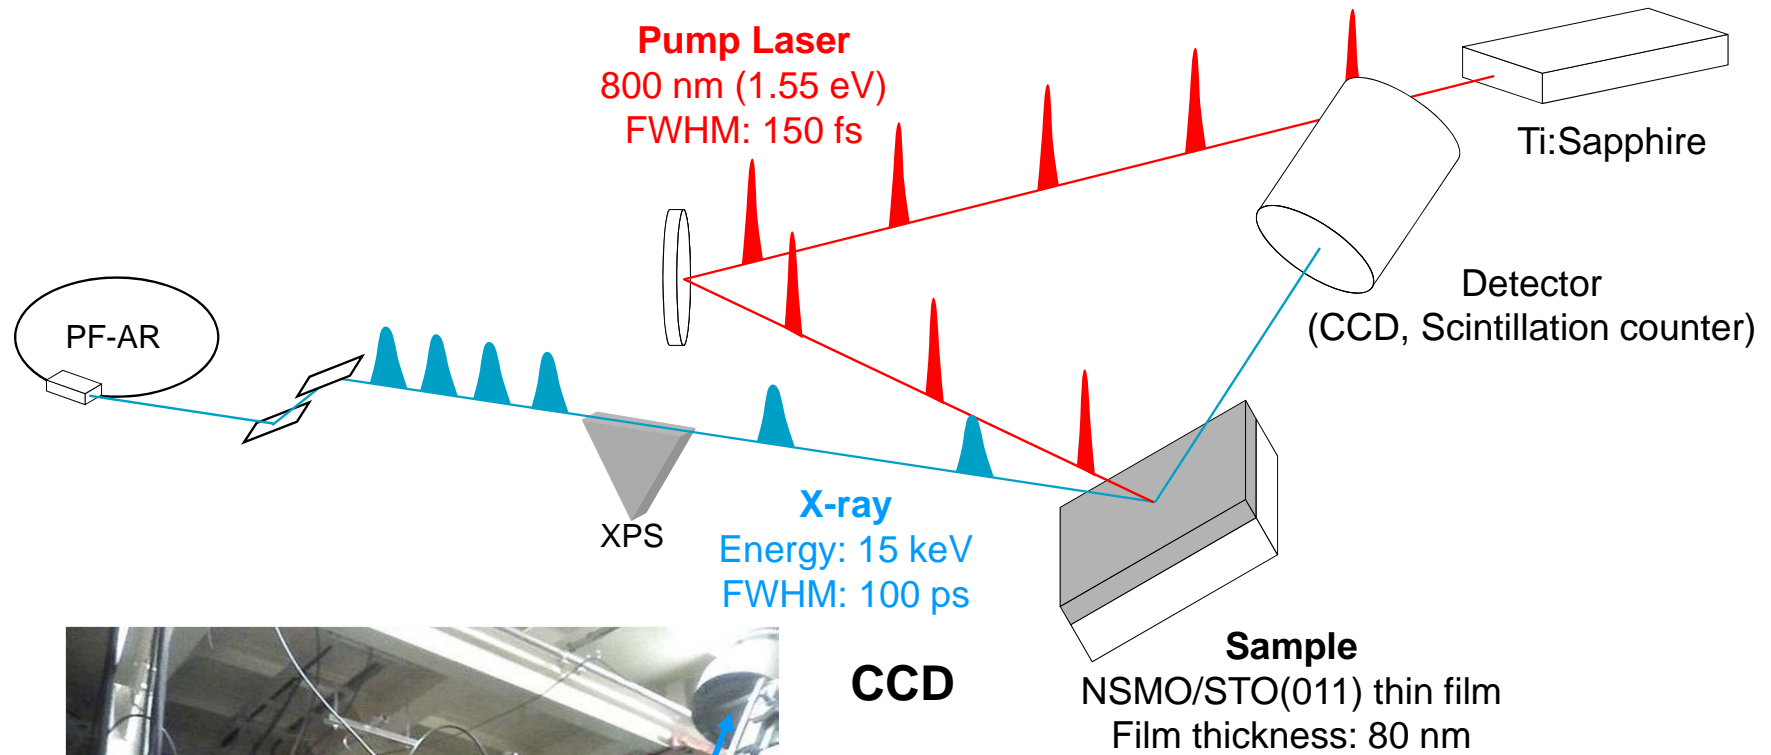 Pump Laser
800 nm (1.55 eV)
FWHM: 150 fs
Ti:Sapphire
Detector
(CCD, Scintillation counter)
PF-AR
XPS
X-ray
Energy: 15 keV
FWHM: 100 ps
CCD
Sample
NSMO/STO(011) thin film
Film thickness: 80 nm